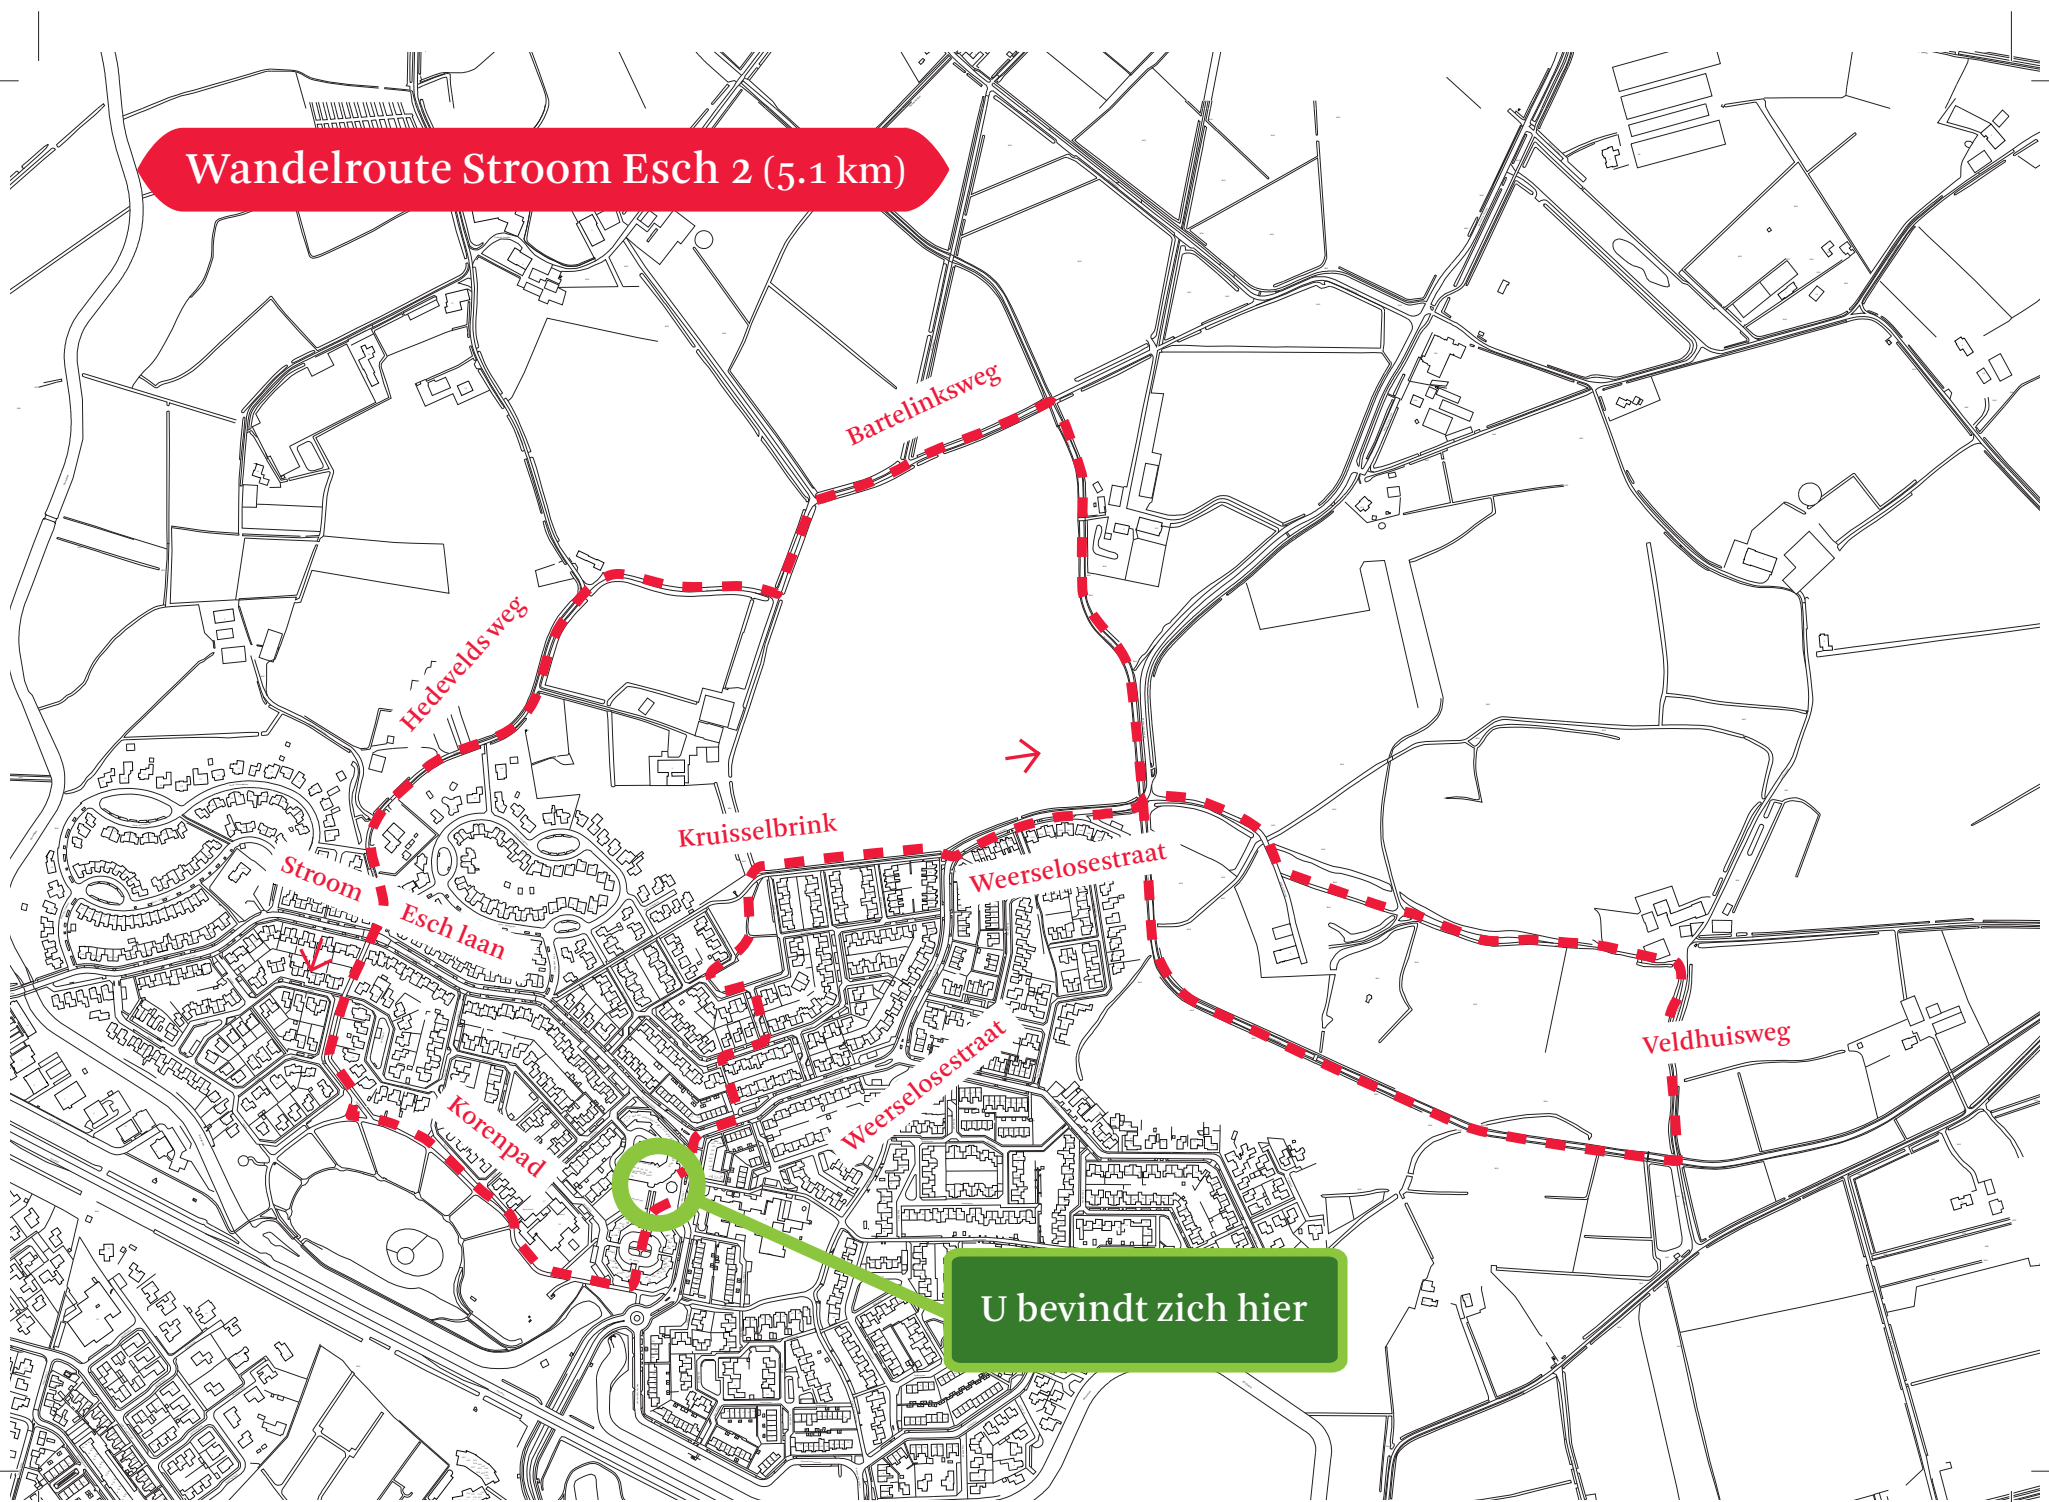 Wandelroute Stroom Esch 2 (5.1 km)
Bartelinksweg
Hedevelds weg
Kruisselbrink
Weerselosestraat
Stroom
Esch laan
Weerselosestraat
Veldhuisweg
Korenpad
U bevindt zich hier